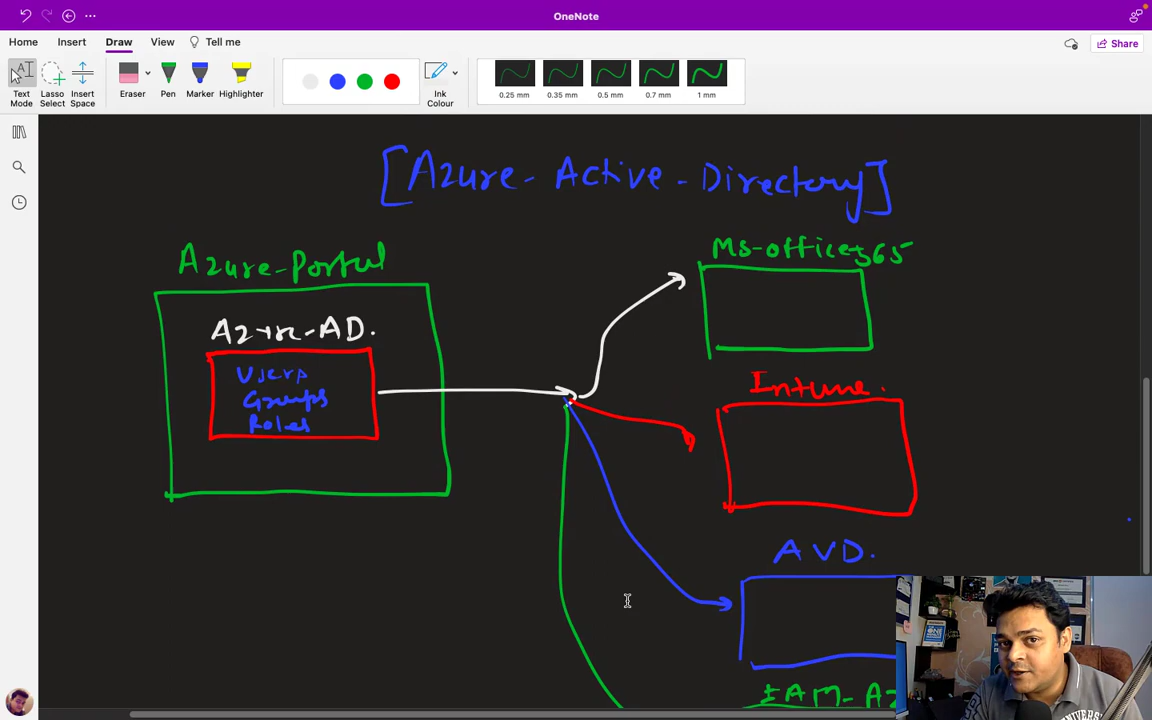 OneNote
Home Insert Draw View Tell me
Share
Text Mode
Lasso Select
Insert Space
Eraser
Pen
Marker
Highlighter
Ink Colour
0.25 mm
0.35 mm
0.5 mm
0.7 mm
1 mm
[Azure-Active-Directory]
Azure-Portal
Ms-office365
Azure-AD.
Users
Groups
Roles
Intune.
AVD.
IAM-Az